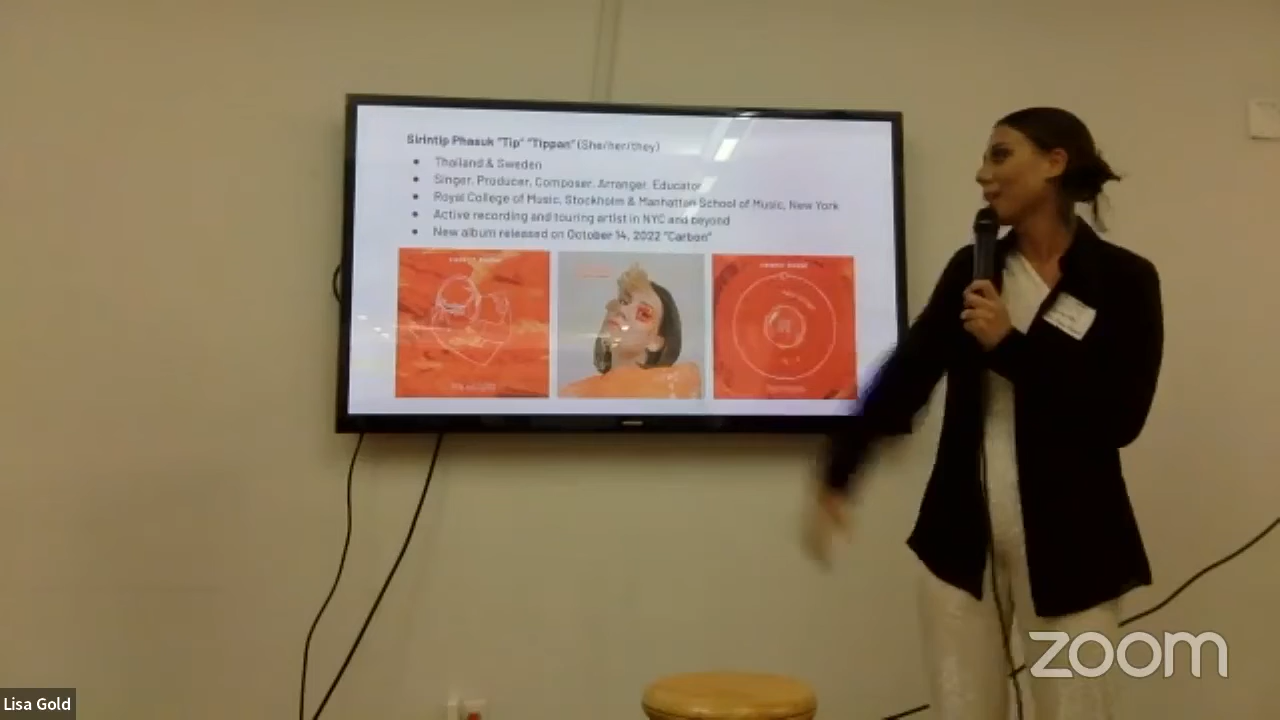 Sirintip Phasuk "Tip" "Tippan" (She/her/they)
Thailand & Sweden
Singer, Producer, Composer, Arranger, Educator
Royal College of Music, Stockholm & Manhattan School of Music, New York
Active recording and touring artist in NYC and beyond
New album released on October 14, 2022 "Carbon"
zoom
Lisa Gold